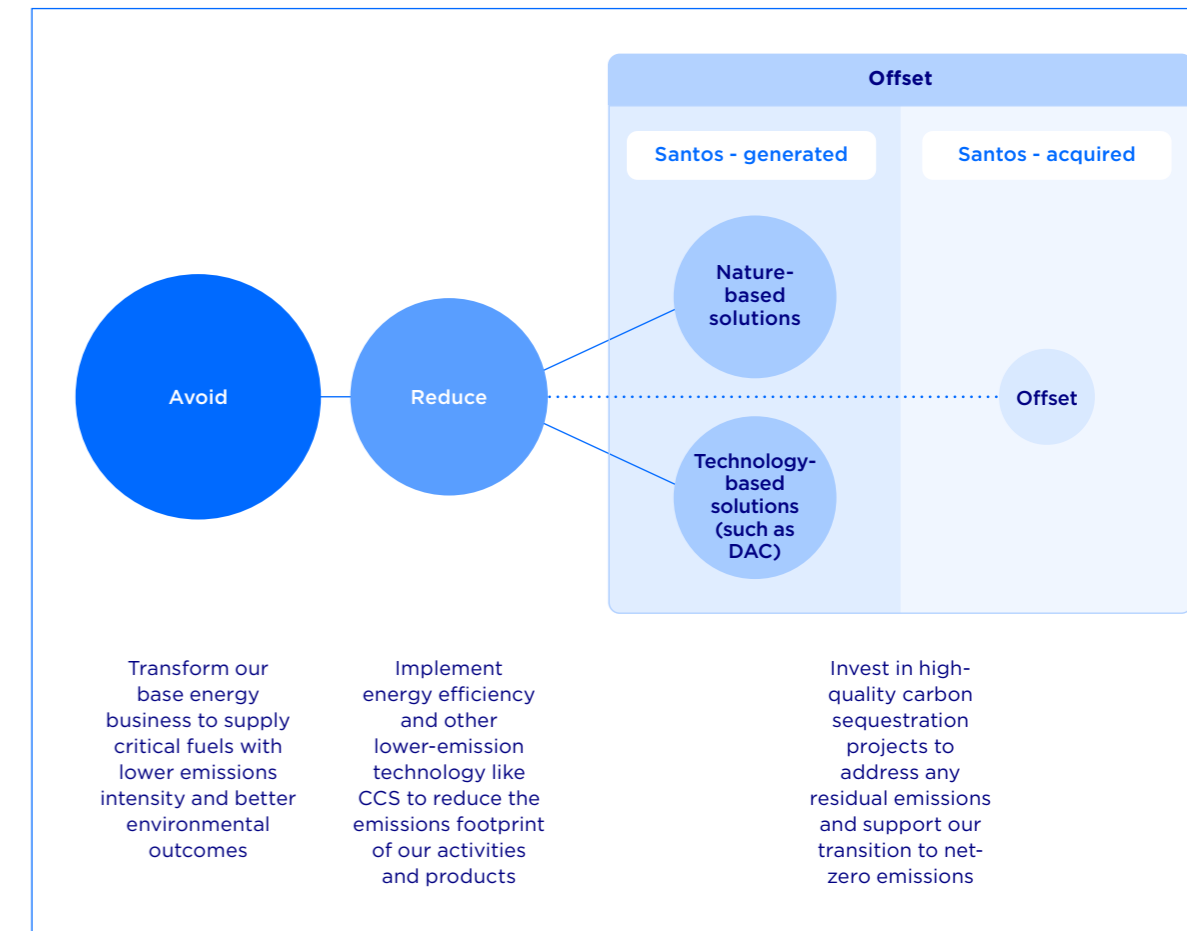 Offset
Santos - generated
Santos - acquired
Nature-
based
solutions
Avoid
Reduce
Offset
Technology-
based
solutions
(such as
DAC)
Transform our
base energy
business to supply
critical fuels with
lower emissions
intensity and better
environmental
outcomes
Implement
energy efficiency
and other
lower-emission
technology like
CCS to reduce the
emissions footprint
of our activities
and products
Invest in high-
quality carbon
sequestration
projects to
address any
residual emissions
and support our
transition to net-
zero emissions